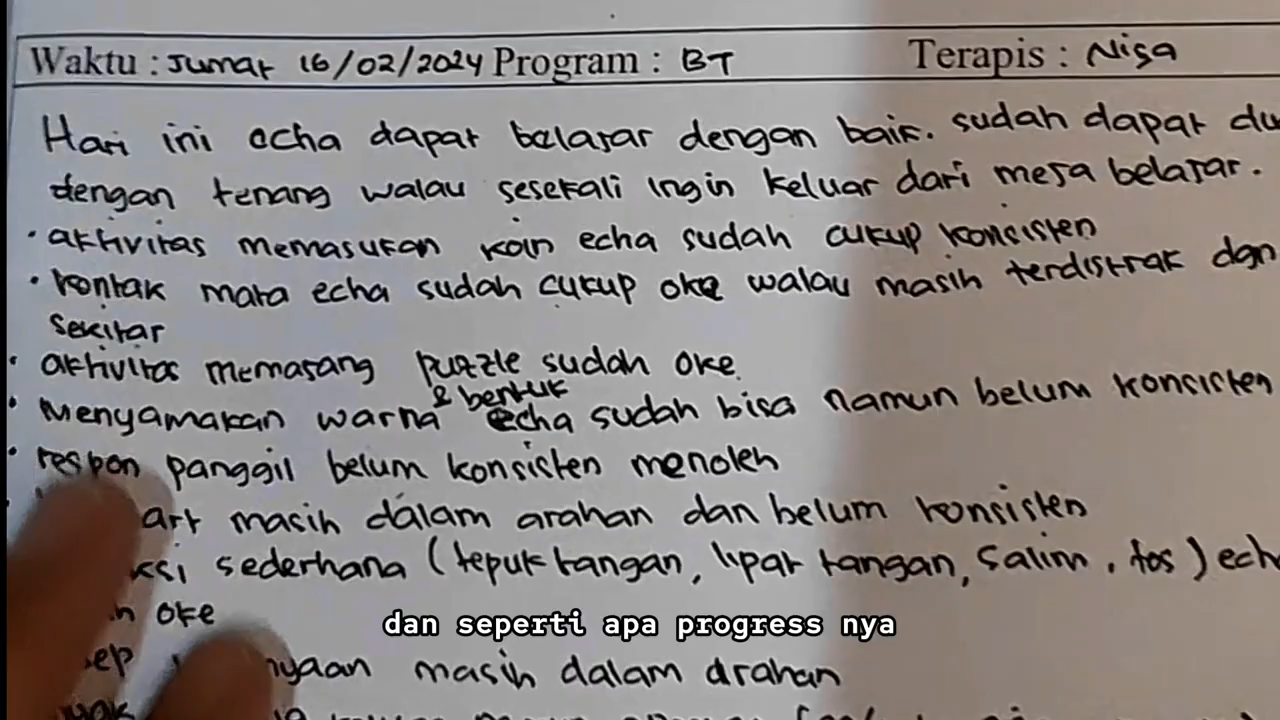 Waktu : Jumat 16/02/2024 Program : BT Terapis : Nisa
Hari ini echa dapat belajar dengan baik. sudah dapat du
dengan tenang walau sesekali ingin keluar dari meja belajar.
• aktivitas memasukan koin echa sudah cukup konsisten
• kontak mata echa sudah cukup oke walau masih terdistrak dgn
sekitar
• aktivitas memasang puzzle sudah oke.
• Menyamakan warna & bentuk echa sudah bisa namun belum konsisten
• respon panggil belum konsisten menoleh
masih dalam arahan dan belum konsisten
sederhana (tepuk tangan, lipat tangan, salim, tos) ech
oke
dan seperti apa progress nya
masih dalam arahan